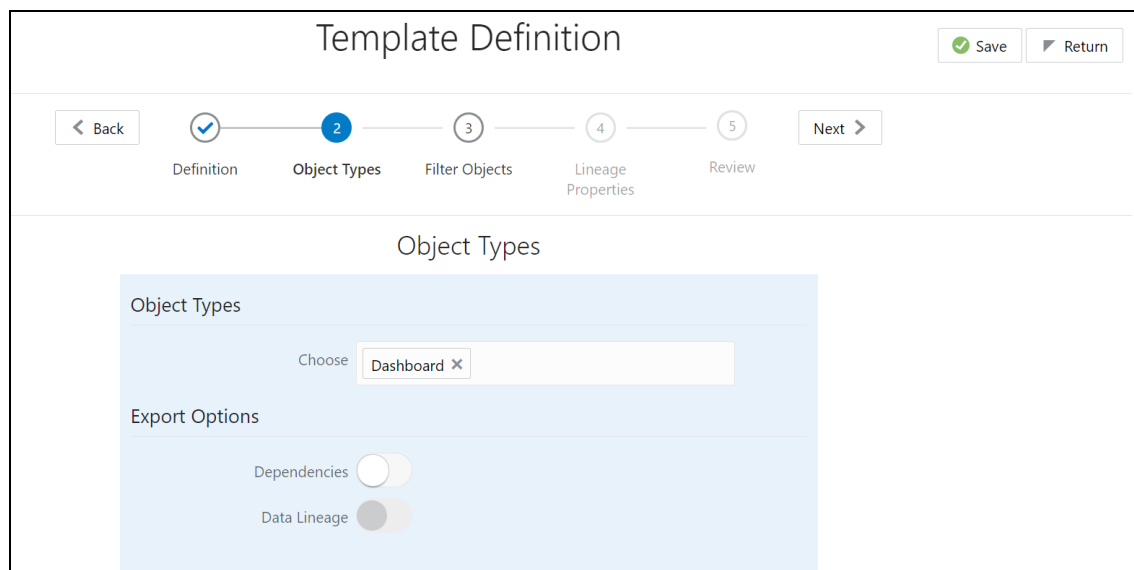 Template Definition
Save
Return
Back
2
3
4
5
Next
Definition
Object Types
Filter Objects
Lineage
Properties
Review
Object Types
Object Types
Choose
Dashboard
Export Options
Dependencies
Data Lineage